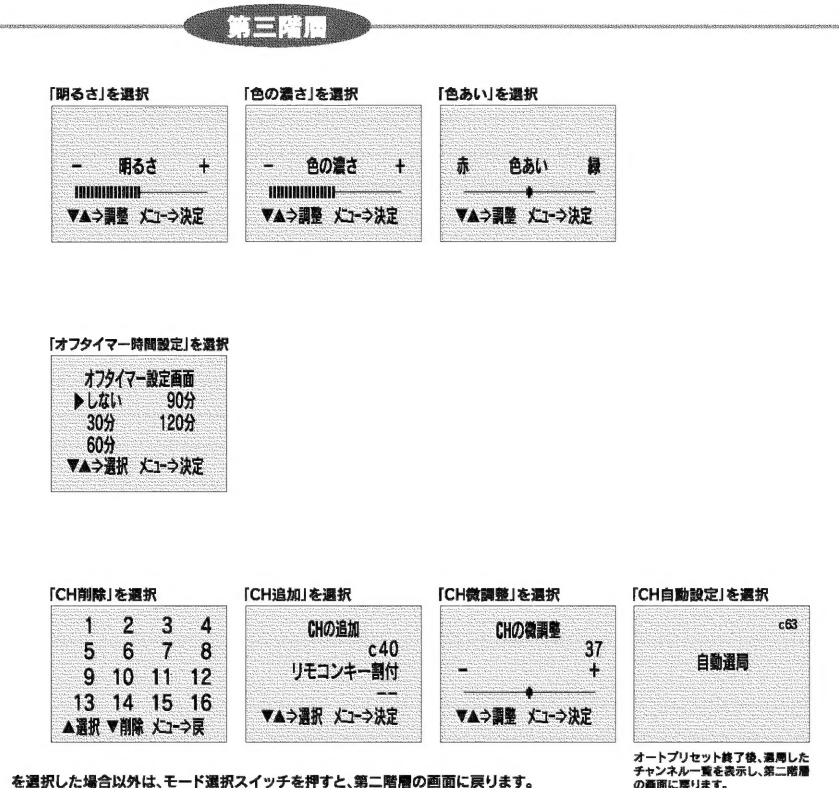 第三階層
「明るさ」を選択
- 明るさ +
▼▲⇒調整 メニュー⇒決定
「色の濃さ」を選択
- 色の濃さ +
▼▲⇒調整 メニュー⇒決定
「色あい」を選択
赤 色あい 緑
▼▲⇒調整 メニュー⇒決定
「オフタイマー時間設定」を選択
オフタイマー設定画面
▶しない 90分
30分 120分
60分
▼▲⇒選択 メニュー⇒決定
「CH削除」を選択
1 2 3 4
5 6 7 8
9 10 11 12
13 14 15 16
▲選択 ▼削除 メニュー⇒戻
「CH追加」を選択
CHの追加
c40
リモコンキー割付
--
▼▲⇒選択 メニュー⇒決定
「CH微調整」を選択
CHの微調整
37
- +
▼▲⇒調整 メニュー⇒決定
「CH自動設定」を選択
c63
自動選局
オートプリセット終了後、選局した
チャンネル一覧を表示し、第二階層
の画面に戻ります。
を選択した場合以外は、モード選択スイッチを押すと、第二階層の画面に戻ります。